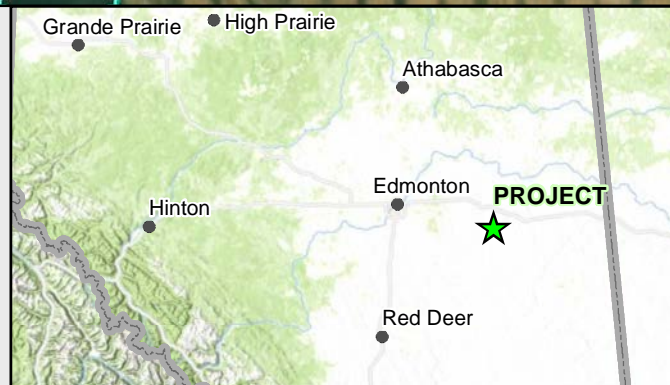 High Prairie
Grande Prairie
Athabasca
Edmonton
PROJECT
Hinton
Red Deer